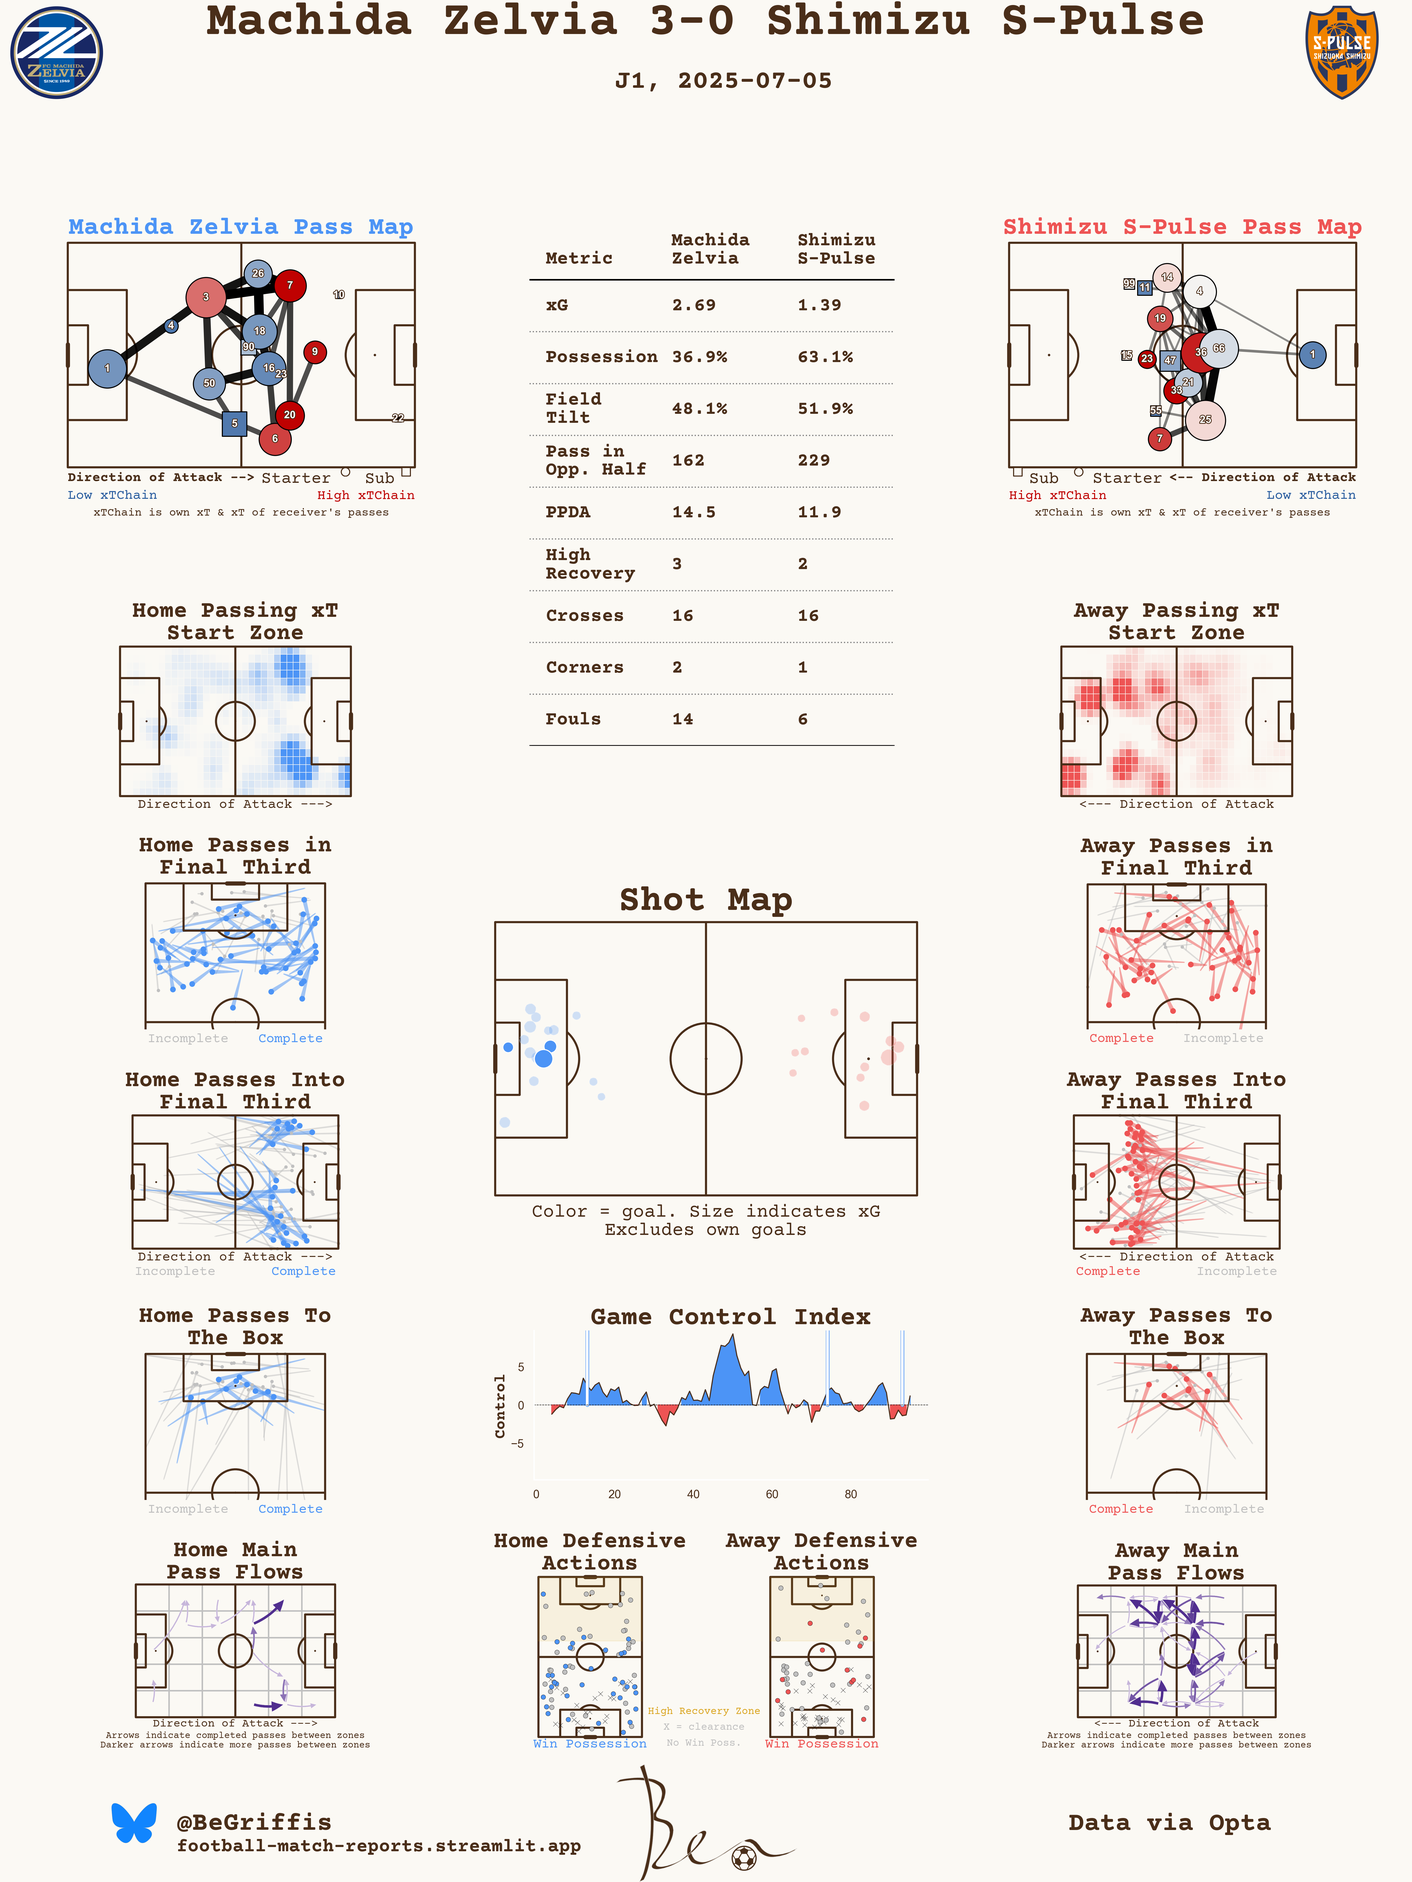 Machida Zelvia 3-0 Shimizu S-Pulse
J1, 2025-07-05
FC MACHIDA
ZELVIA
S-PULSE
SHIZUOKA SHIMIZU
Machida Zelvia Pass Map
1
4
3
50
5
26
18
90
16
23
7
20
6
9
10
22
Direction of Attack --> Starter Sub
Low xTChain High xTChain
xTChain is own xT & xT of receiver's passes
Metric Machida Zelvia Shimizu S-Pulse
xG 2.69 1.39
Possession 36.9% 63.1%
Field Tilt 48.1% 51.9%
Pass in Opp. Half 162 229
PPDA 14.5 11.9
High Recovery 3 2
Crosses 16 16
Corners 2 1
Fouls 14 6
Shimizu S-Pulse Pass Map
99
11
14
4
19
15
23
47
36
66
33
21
55
25
7
1
Sub Starter <-- Direction of Attack
High xTChain Low xTChain
xTChain is own xT & xT of receiver's passes
Home Passing xT
Start Zone
Direction of Attack --->
Away Passing xT
Start Zone
<--- Direction of Attack
Home Passes in
Final Third
Incomplete Complete
Away Passes in
Final Third
Complete Incomplete
Shot Map
Color = goal. Size indicates xG
Excludes own goals
Home Passes Into
Final Third
Direction of Attack --->
Incomplete Complete
Away Passes Into
Final Third
<--- Direction of Attack
Complete Incomplete
Home Passes To
The Box
Incomplete Complete
Game Control Index
Control
5
0
−5
0 20 40 60 80
Away Passes To
The Box
Complete Incomplete
Home Main
Pass Flows
Direction of Attack --->
Arrows indicate completed passes between zones
Darker arrows indicate more passes between zones
Home Defensive
Actions
Win Possession
High Recovery Zone
X = clearance
No Win Poss.
Away Defensive
Actions
Win Possession
Away Main
Pass Flows
<--- Direction of Attack
Arrows indicate completed passes between zones
Darker arrows indicate more passes between zones
@BeGriffis
football-match-reports.streamlit.app
Ben
Data via Opta